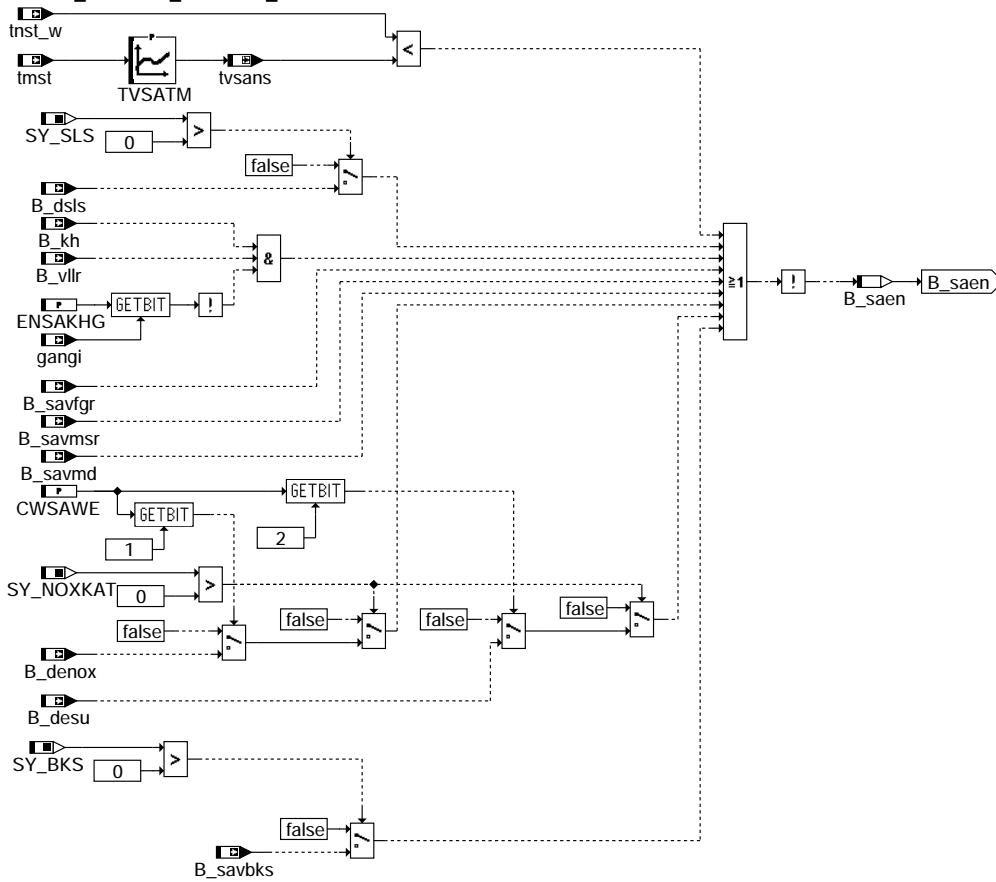 tnst_w
tmst
P
TVSATM
tvsans
<
SY_SLS
0
>
false
B_dsls
B_kh
B_vllr
&
P
ENSAKHG
GETBIT
!
gangi
≥1
!
B_saen
B_saen
B_savfgr
B_savmsr
B_savmd
P
CWSAWE
GETBIT
GETBIT
1
2
SY_NOXKAT
0
>
false
false
false
false
B_denox
B_desu
SY_BKS
0
>
false
B_savbks